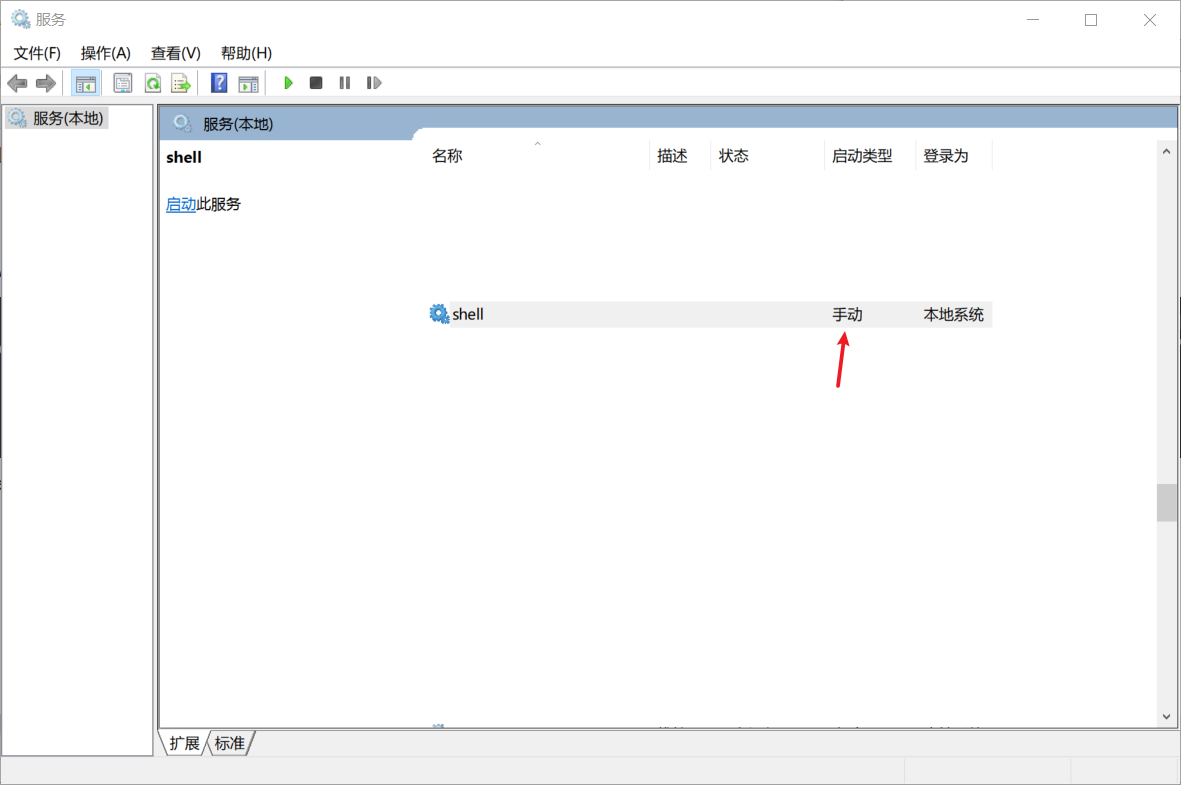 服务
文件(F) 操作(A) 查看(V) 帮助(H)
服务(本地)
服务(本地)
shell
启动此服务
名称 描述 状态 启动类型 登录为
shell 手动 本地系统
扩展 标准